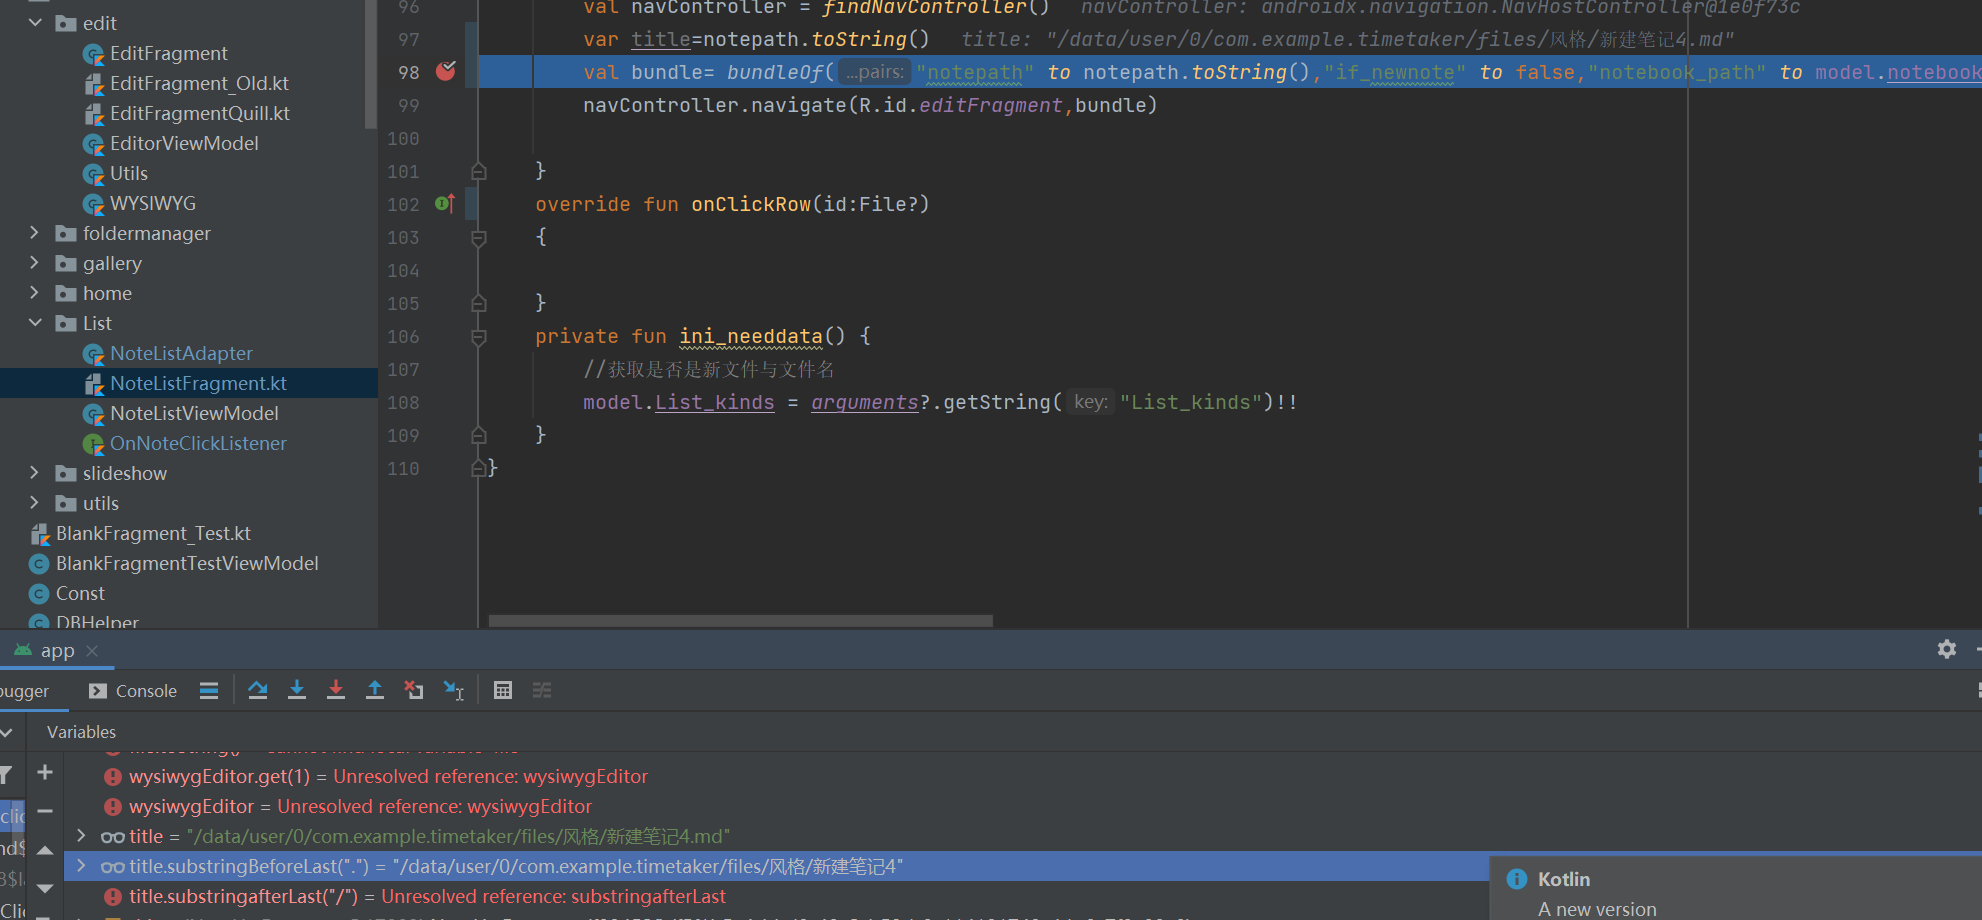 edit
EditFragment
EditFragment_Old.kt
EditFragmentQuill.kt
EditorViewModel
Utils
WYSIWYG
foldermanager
gallery
home
List
NoteListAdapter
NoteListFragment.kt
NoteListViewModel
OnNoteClickListener
slideshow
utils
BlankFragment_Test.kt
BlankFragmentTestViewModel
Const
DBHelper
96 val navController = findNavController() navController: androidx.navigation.NavHostController@1e0f73c
97 var title=notepath.toString() title: "/data/user/0/com.example.timetaker/files/风格/新建笔记4.md"
98 val bundle= bundleOf( ...pairs: "notepath" to notepath.toString(),"if_newnote" to false,"notebook_path" to model.notebook
99 navController.navigate(R.id.editFragment,bundle)
100
101 }
102 override fun onClickRow(id:File?)
103 {
104
105 }
106 private fun ini_needdata() {
107 //获取是否是新文件与文件名
108 model.List_kinds = arguments?.getString( key: "List_kinds")!!
109 }
110 }
app
bugger
Console
Variables
wysiwygEditor.get(1) = Unresolved reference: wysiwygEditor
wysiwygEditor = Unresolved reference: wysiwygEditor
title = "/data/user/0/com.example.timetaker/files/风格/新建笔记4.md"
title.substringBeforeLast(".") = "/data/user/0/com.example.timetaker/files/风格/新建笔记4"
title.substringafterLast("/") = Unresolved reference: substringafterLast
Kotlin
A new version